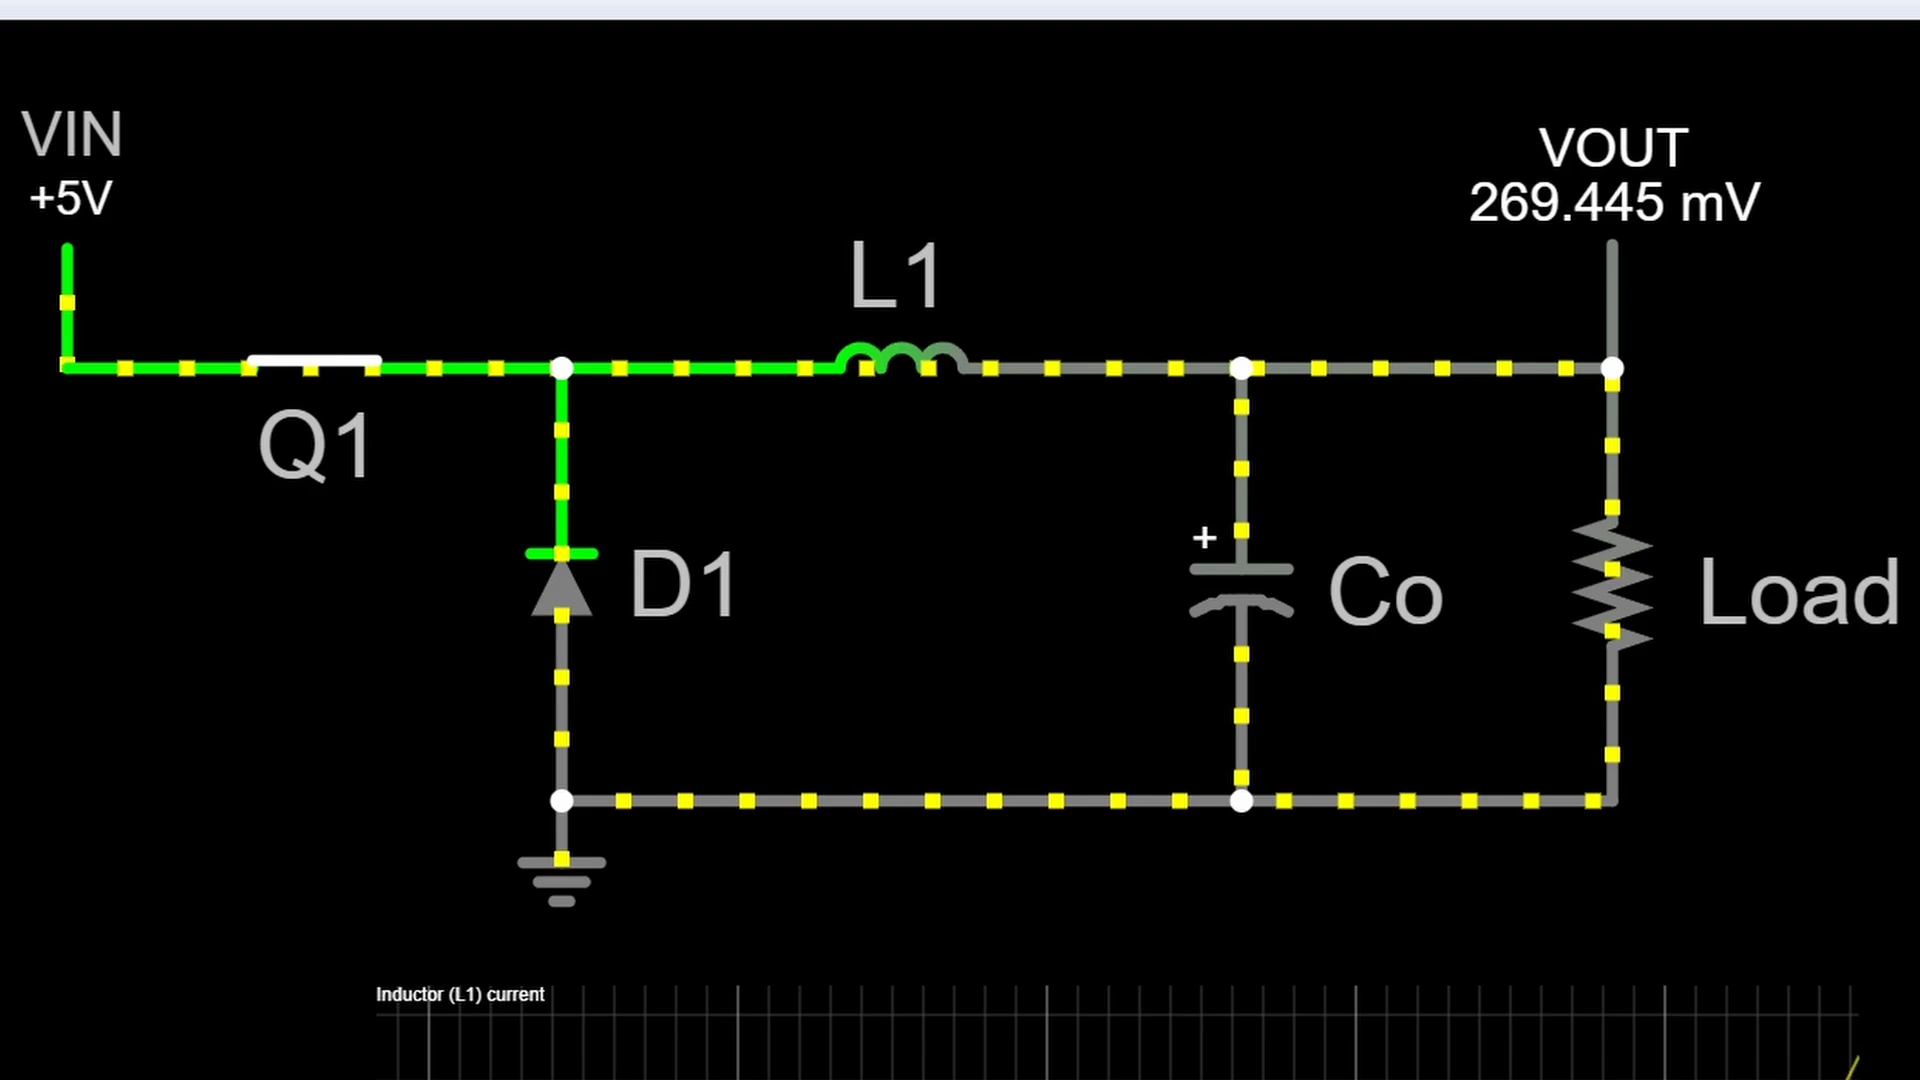 VIN
+5V
VOUT
269.445 mV
L1
Q1
D1
+
Co
Load
Inductor (L1) current